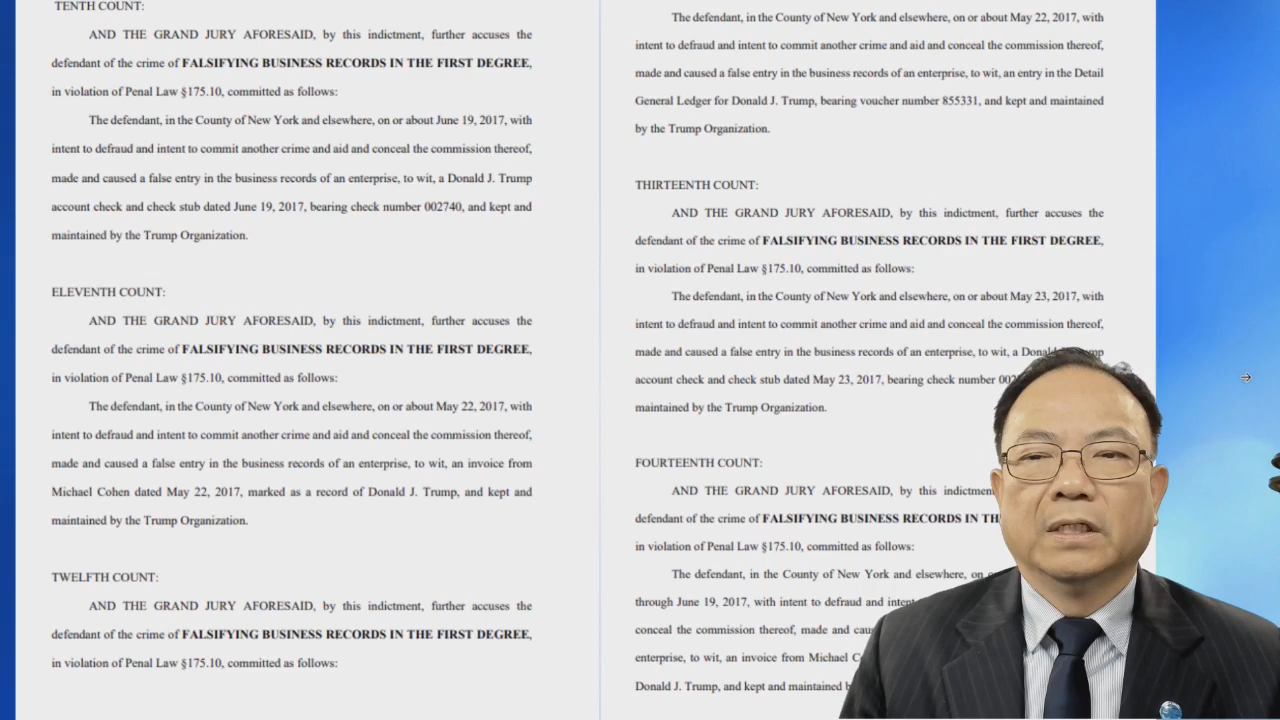 TENTH COUNT:
AND THE GRAND JURY AFORESAID, by this indictment, further accuses the
defendant of the crime of FALSIFYING BUSINESS RECORDS IN THE FIRST DEGREE,
in violation of Penal Law §175.10, committed as follows:
The defendant, in the County of New York and elsewhere, on or about June 19, 2017, with
intent to defraud and intent to commit another crime and aid and conceal the commission thereof,
made and caused a false entry in the business records of an enterprise, to wit, a Donald J. Trump
account check and check stub dated June 19, 2017, bearing check number 002740, and kept and
maintained by the Trump Organization.
ELEVENTH COUNT:
AND THE GRAND JURY AFORESAID, by this indictment, further accuses the
defendant of the crime of FALSIFYING BUSINESS RECORDS IN THE FIRST DEGREE,
in violation of Penal Law §175.10, committed as follows:
The defendant, in the County of New York and elsewhere, on or about May 22, 2017, with
intent to defraud and intent to commit another crime and aid and conceal the commission thereof,
made and caused a false entry in the business records of an enterprise, to wit, an invoice from
Michael Cohen dated May 22, 2017, marked as a record of Donald J. Trump, and kept and
maintained by the Trump Organization.
TWELFTH COUNT:
AND THE GRAND JURY AFORESAID, by this indictment, further accuses the
defendant of the crime of FALSIFYING BUSINESS RECORDS IN THE FIRST DEGREE,
in violation of Penal Law §175.10, committed as follows:
The defendant, in the County of New York and elsewhere, on or about May 22, 2017, with
intent to defraud and intent to commit another crime and aid and conceal the commission thereof,
made and caused a false entry in the business records of an enterprise, to wit, an entry in the Detail
General Ledger for Donald J. Trump, bearing voucher number 855331, and kept and maintained
by the Trump Organization.
THIRTEENTH COUNT:
AND THE GRAND JURY AFORESAID, by this indictment, further accuses the
defendant of the crime of FALSIFYING BUSINESS RECORDS IN THE FIRST DEGREE,
in violation of Penal Law §175.10, committed as follows:
The defendant, in the County of New York and elsewhere, on or about May 23, 2017, with
intent to defraud and intent to commit another crime and aid and conceal the commission thereof,
made and caused a false entry in the business records of an enterprise, to wit, a
account check and check stub dated May 23, 2017, bearing check number
maintained by the Trump Organization.
FOURTEENTH COUNT:
AND THE GRAND JURY AFORESAID, by this
defendant of the crime of FALSIFYING BUSINESS RECORDS IN
in violation of Penal Law §175.10, committed as follows:
The defendant, in the County of New York and elsewhere,
through June 19, 2017, with intent to defraud and
conceal the commission thereof, made and
enterprise, to wit, an invoice from Michael
Donald J. Trump, and kept and maintained